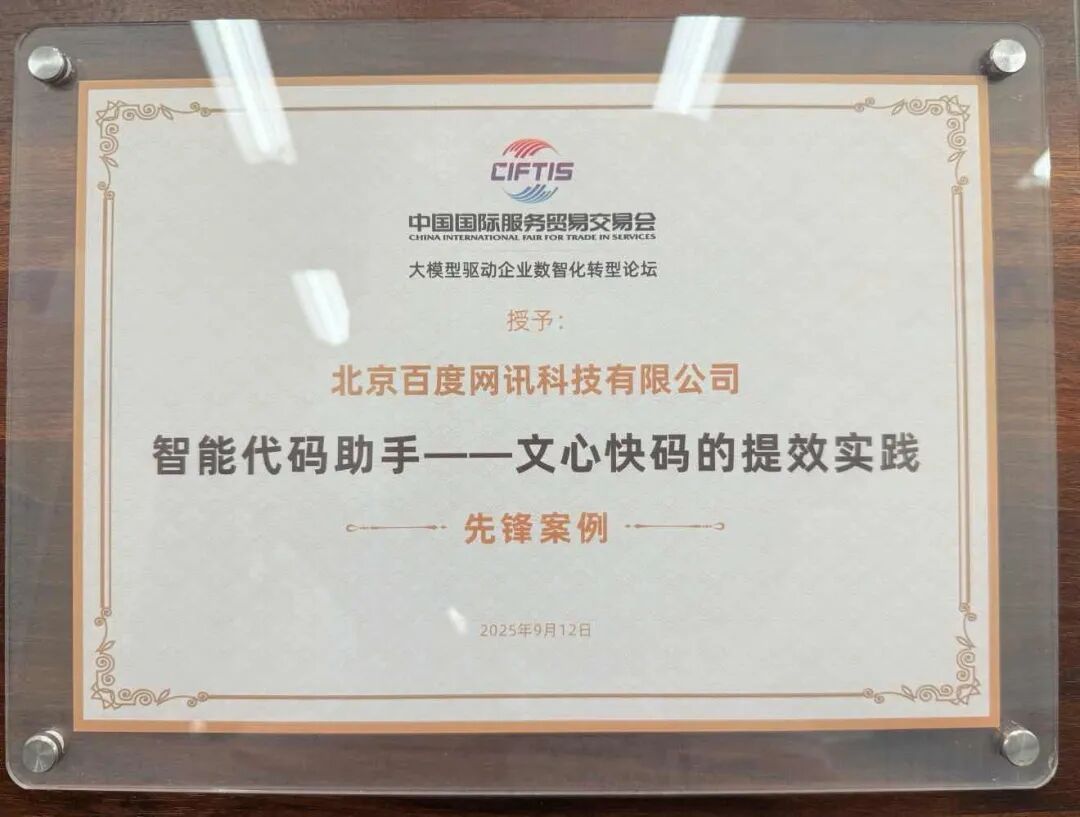 CIFTIS
中国国际服务贸易交易会
CHINA INTERNATIONAL FAIR FOR TRADE IN SERVICES
大模型驱动企业数智化转型论坛
授予：
北京百度网讯科技有限公司
智能代码助手——文心快码的提效实践
先锋案例
2025年9月12日